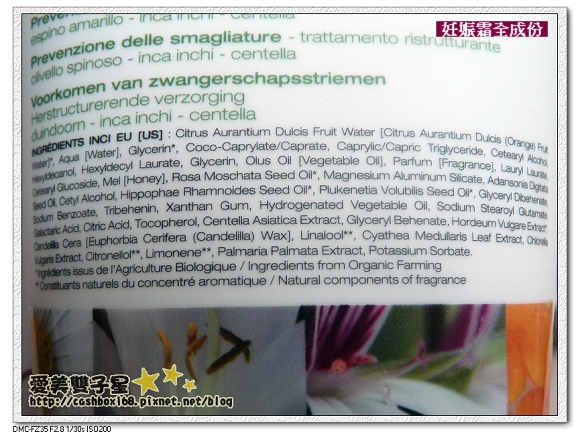 espino amarillo - inca inchi - centella
妊娠霜全成份
Prevenzione delle smagliature - trattamento ristrutturante
olivello spinoso - inca inchi - centella
Voorkomen van zwangerschapsstriemen
Herstructurerende verzorging
duindoorn - inca inchi - centella
INGRÉDIENTS INCI EU [US] : Citrus Aurantium Dulcis Fruit Water [Citrus Aurantium Dulcis (Orange) Fruit
Water]*, Aqua [Water], Glycerin*, Coco-Caprylate/Caprate, Caprylic/Capric Triglyceride, Cetearyl Alcohol,
Hexyldecanol, Hexyldecyl Laurate, Glycerin, Olus Oil [Vegetable Oil], Parfum [Fragrance], Lauryl Laurate,
Cetearyl Glucoside, Mel [Honey], Rosa Moschata Seed Oil*, Magnesium Aluminum Silicate, Adansonia Digitata
Seed Oil, Cetyl Alcohol, Hippophae Rhamnoides Seed Oil*, Plukenetia Volubilis Seed Oil*, Glyceryl Dibehenate,
Sodium Benzoate, Tribehenin, Xanthan Gum, Hydrogenated Vegetable Oil, Sodium Stearoyl Glutamate,
Galacturic Acid, Citric Acid, Tocopherol, Centella Asiatica Extract, Glyceryl Behenate, Hordeum Vulgare Extract*,
Candelilla Cera [Euphorbia Cerifera (Candelilla) Wax], Linalool**, Cyathea Medullaris Leaf Extract, Chlorella
Vulgaris Extract, Citronellol**, Limonene**, Palmaria Palmata Extract, Potassium Sorbate.
*Ingrédients issus de l'Agriculture Biologique / Ingredients from Organic Farming
*Constituants naturels du concentré aromatique / Natural components of fragrance
愛美雙子星
http://cashbox168.pixnet.net/blog
DMC-FZ35 F2.8 1/30s ISO200